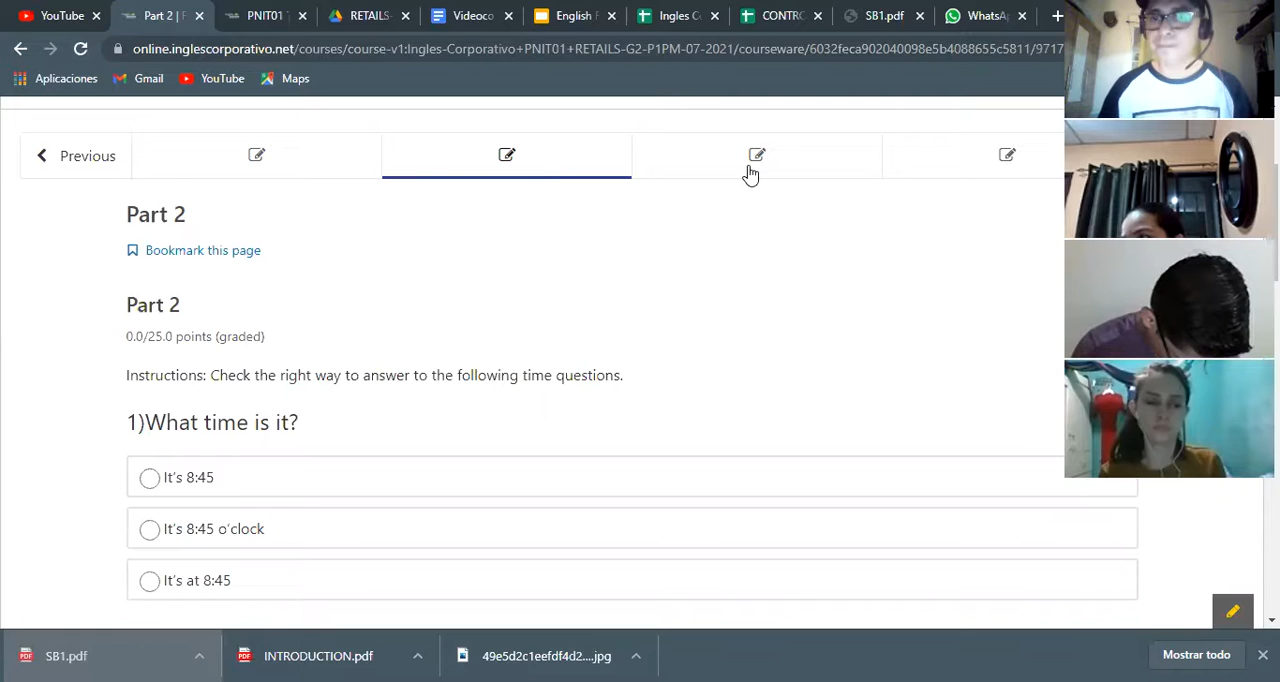 YouTube
Part 2 | F
PNIT01
RETAILS-
Videoco
English F
Ingles Co
CONTRO
SB1.pdf
WhatsAp
online.inglescorporativo.net/courses/course-v1:Ingles-Corporativo+PNIT01+RETAILS-G2-P1PM-07-2021/courseware/6032feca902040098e5b4088655c5811/9717
Aplicaciones
Gmail
YouTube
Maps
Previous
Part 2
Bookmark this page
Part 2
0.0/25.0 points (graded)
Instructions: Check the right way to answer to the following time questions.
1)What time is it?
It's 8:45
It's 8:45 o'clock
It's at 8:45
SB1.pdf
INTRODUCTION.pdf
49e5d2c1eefdf4d2....jpg
Mostrar todo